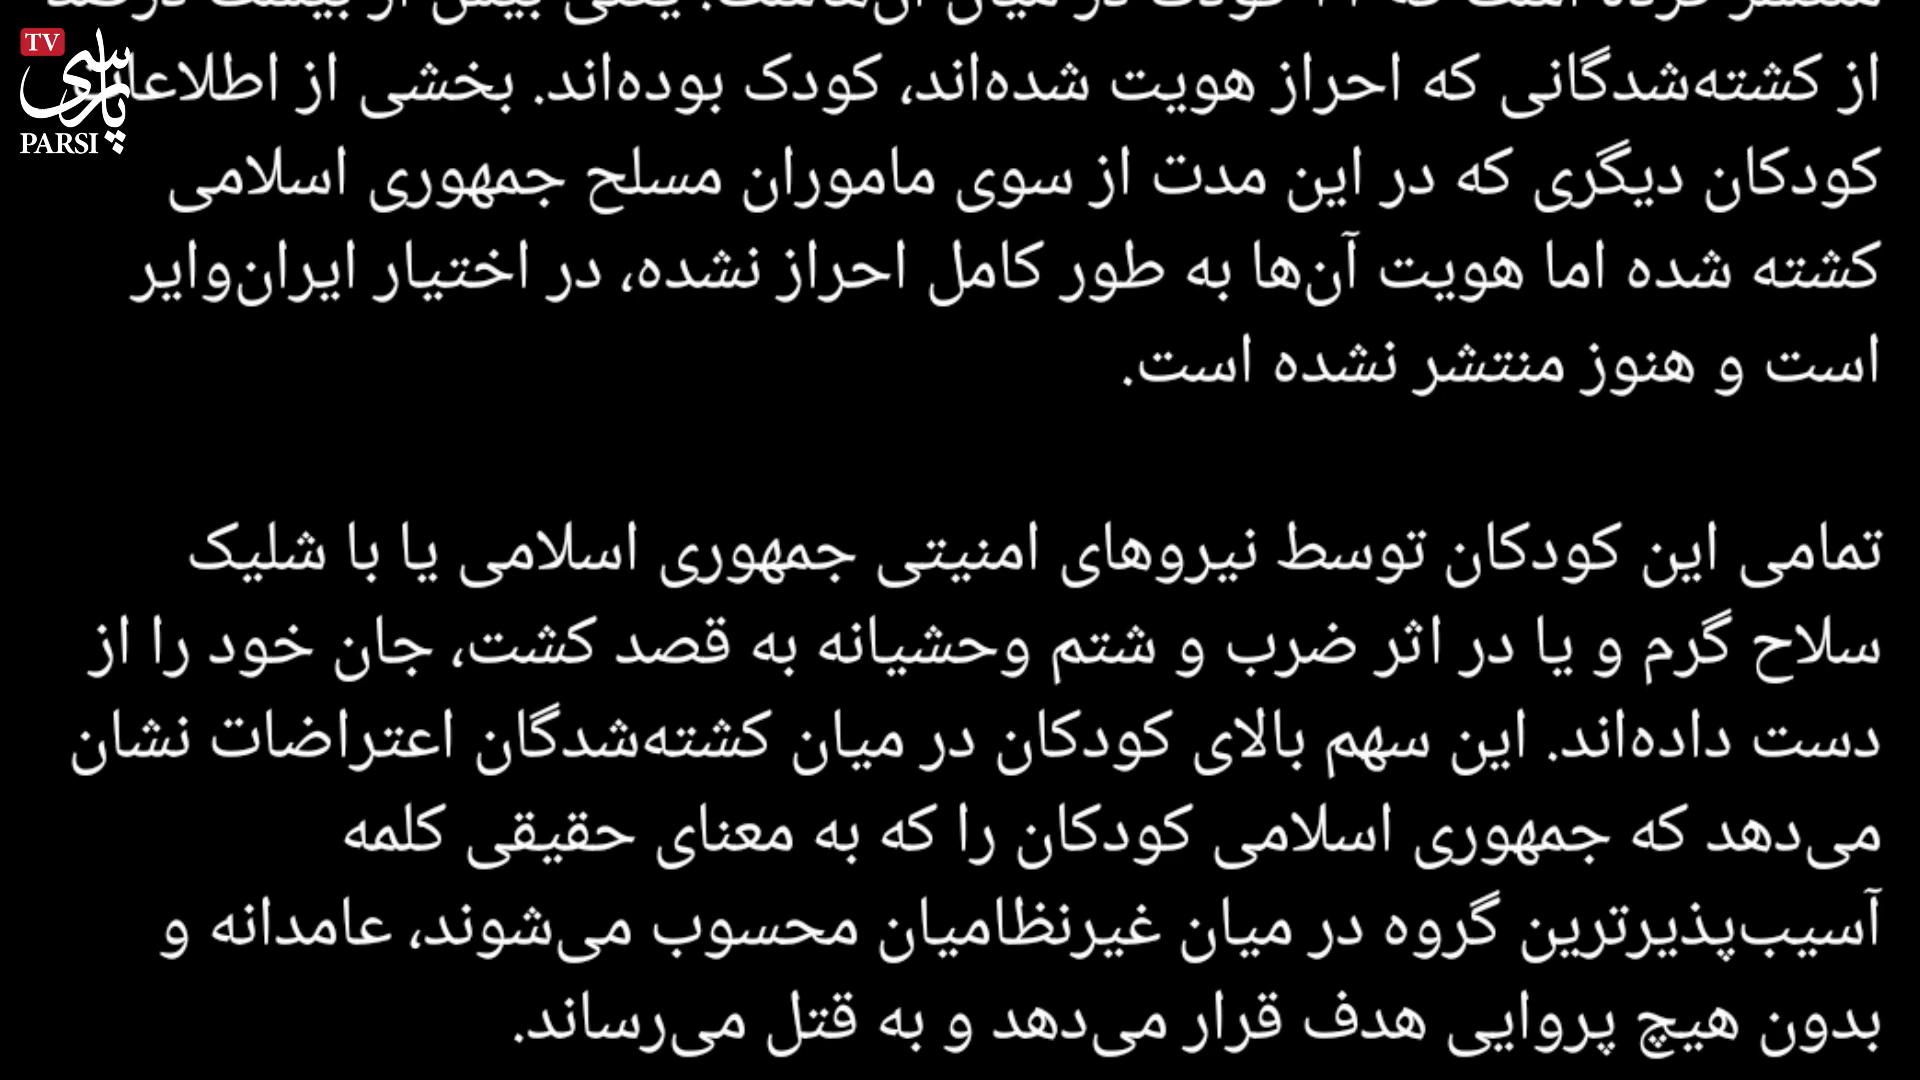 TV
پارسی
PARSI
از کشته‌شدگانی که احراز هویت شده‌اند، کودک بوده‌اند. بخشی از اطلاعات
کودکان دیگری که در این مدت از سوی ماموران مسلح جمهوری اسلامی
کشته شده اما هویت آن‌ها به طور کامل احراز نشده، در اختیار ایران‌وایر
است و هنوز منتشر نشده است.
تمامی این کودکان توسط نیروهای امنیتی جمهوری اسلامی یا با شلیک
سلاح گرم و یا در اثر ضرب و شتم وحشیانه به قصد کشت، جان خود را از
دست داده‌اند. این سهم بالای کودکان در میان کشته‌شدگان اعتراضات نشان
می‌دهد که جمهوری اسلامی کودکان را که به معنای حقیقی کلمه
آسیب‌پذیرترین گروه در میان غیرنظامیان محسوب می‌شوند، عامدانه و
بدون هیچ پروایی هدف قرار می‌دهد و به قتل می‌رساند.